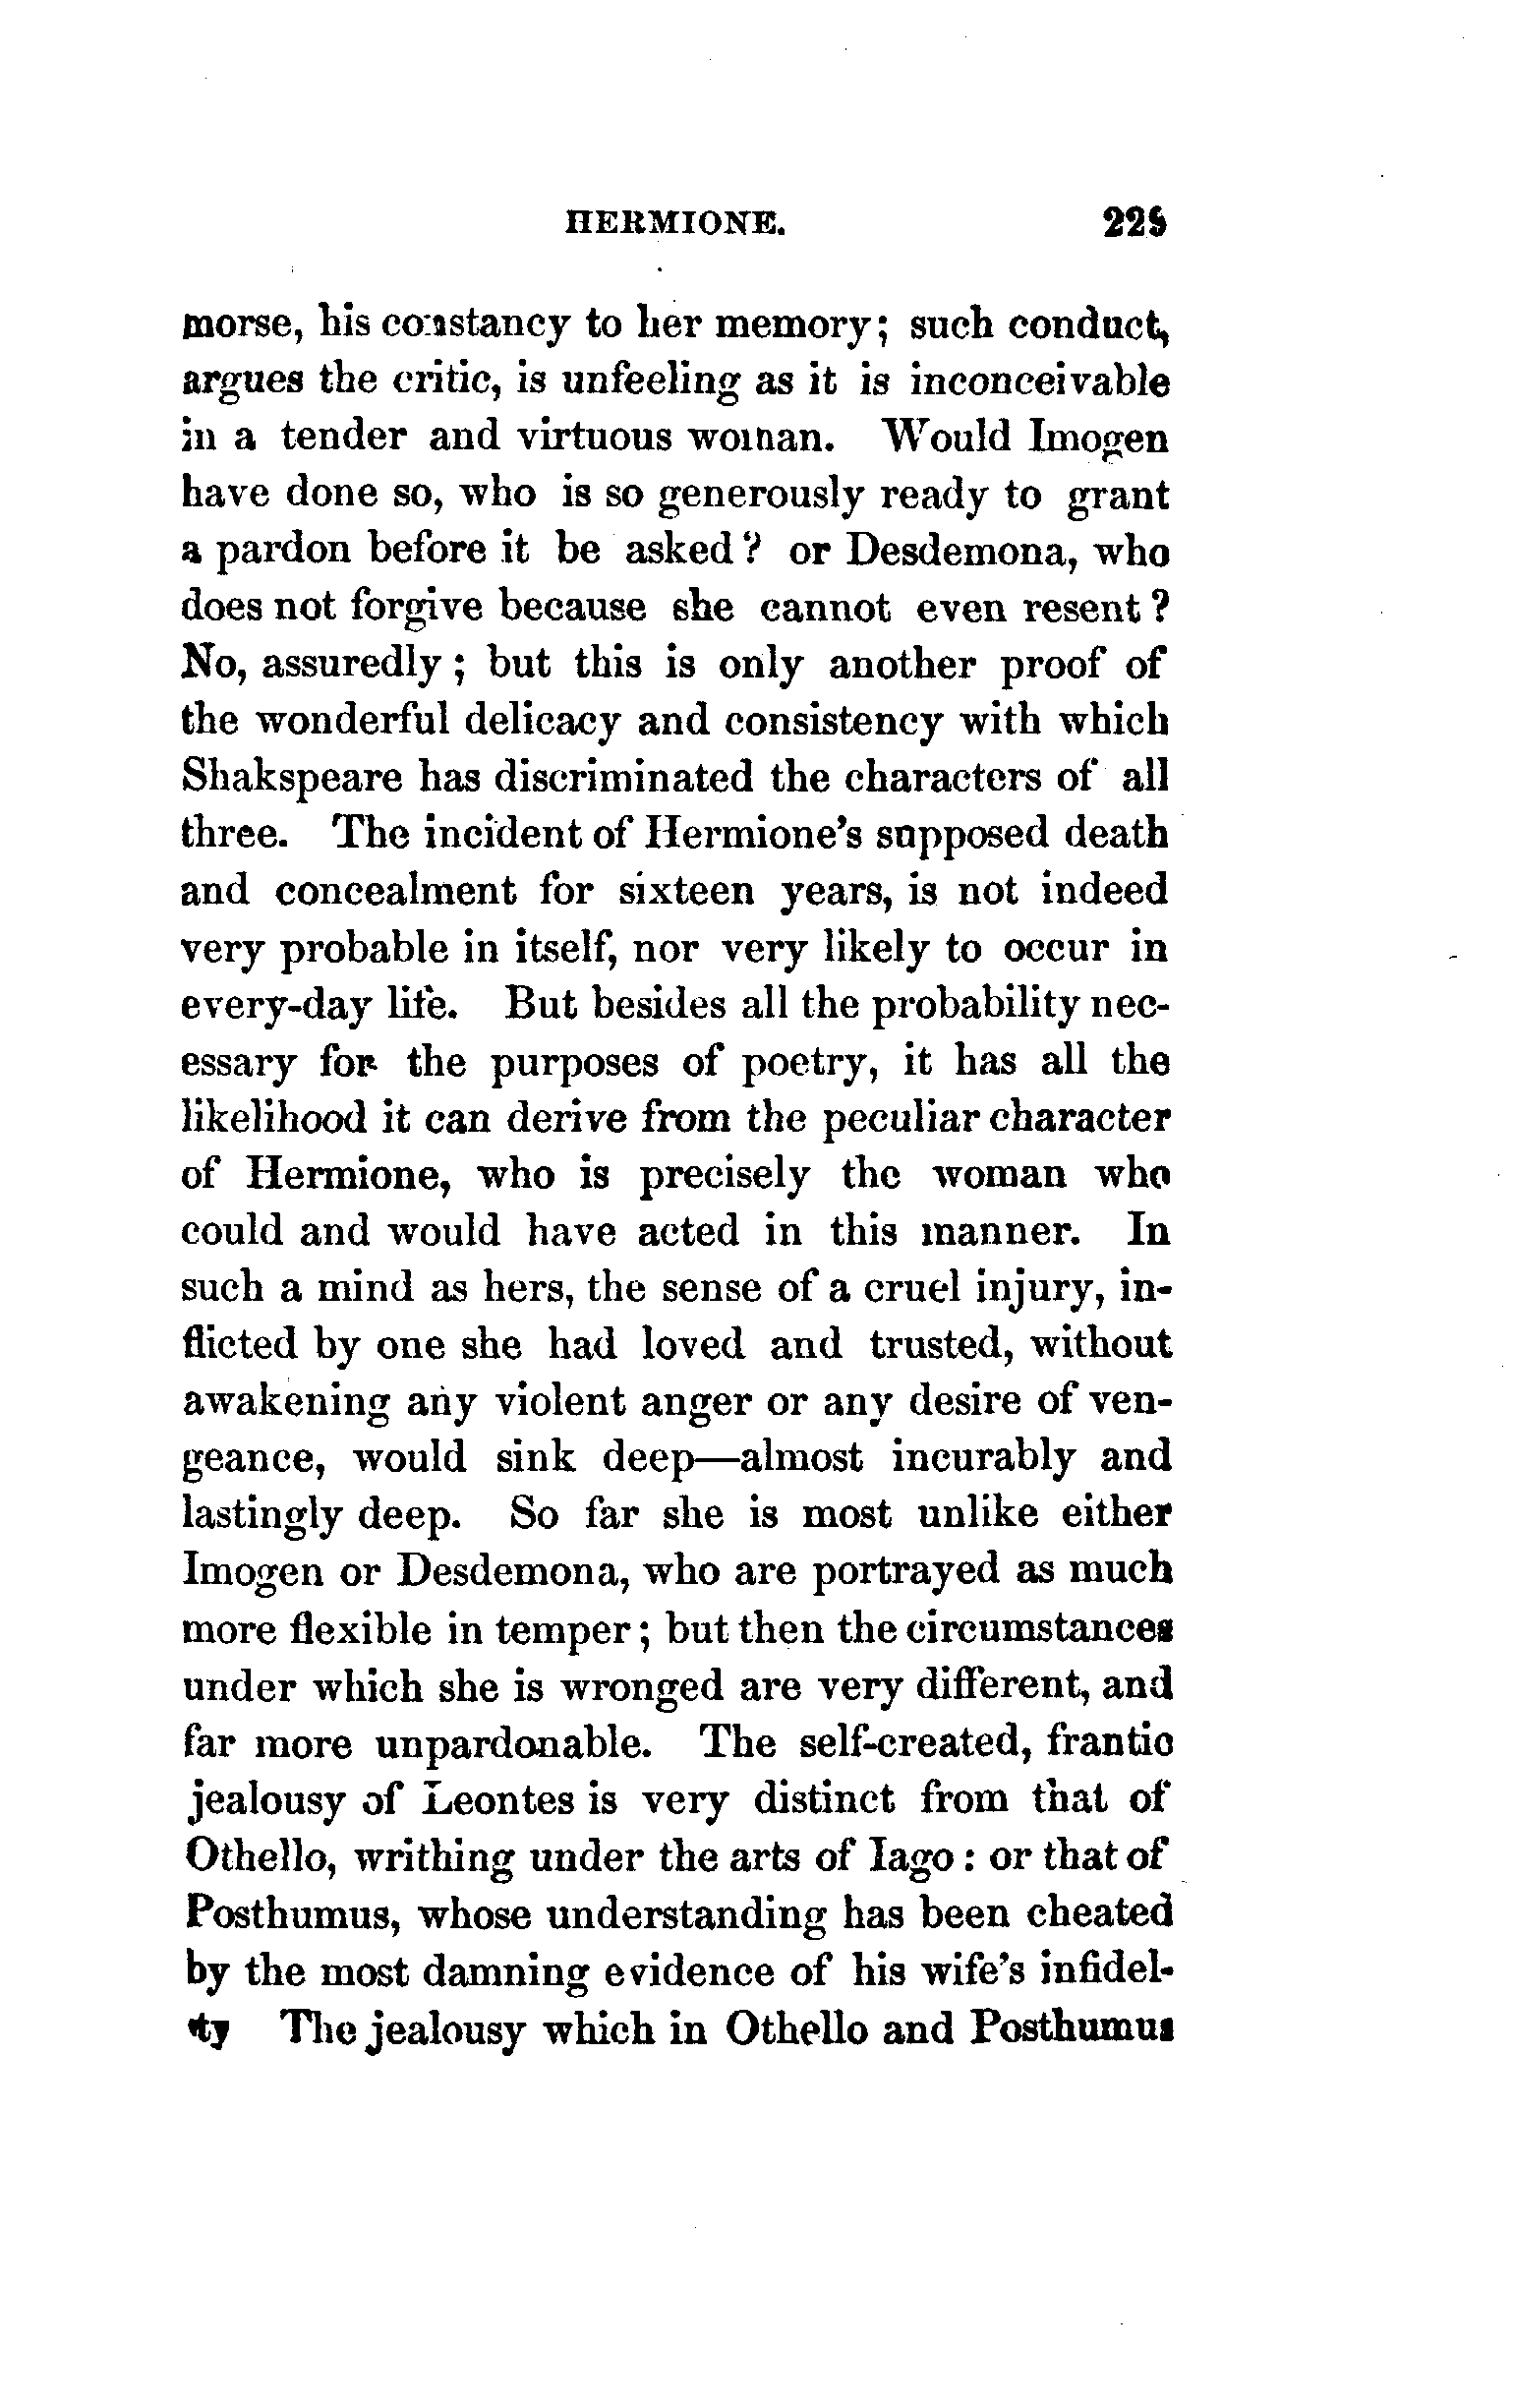 HERMIONE. 225
morse, his constancy to her memory; such conduct,
argues the critic, is unfeeling as it is inconceivable
in a tender and virtuous woman. Would Imogen
have done so, who is so generously ready to grant
a pardon before it be asked? or Desdemona, who
does not forgive because she cannot even resent?
No, assuredly; but this is only another proof of
the wonderful delicacy and consistency with which
Shakspeare has discriminated the characters of all
three. The incident of Hermione's supposed death
and concealment for sixteen years, is not indeed
very probable in itself, nor very likely to occur in
every-day life. But besides all the probability nec-
essary for the purposes of poetry, it has all the
likelihood it can derive from the peculiar character
of Hermione, who is precisely the woman who
could and would have acted in this manner. In
such a mind as hers, the sense of a cruel injury, in-
flicted by one she had loved and trusted, without
awakening any violent anger or any desire of ven-
geance, would sink deep—almost incurably and
lastingly deep. So far she is most unlike either
Imogen or Desdemona, who are portrayed as much
more flexible in temper; but then the circumstances
under which she is wronged are very different, and
far more unpardonable. The self-created, frantic
jealousy of Leontes is very distinct from that of
Othello, writhing under the arts of Iago: or that of
Posthumus, whose understanding has been cheated
by the most damning evidence of his wife's infidel-
ity The jealousy which in Othello and Posthumus